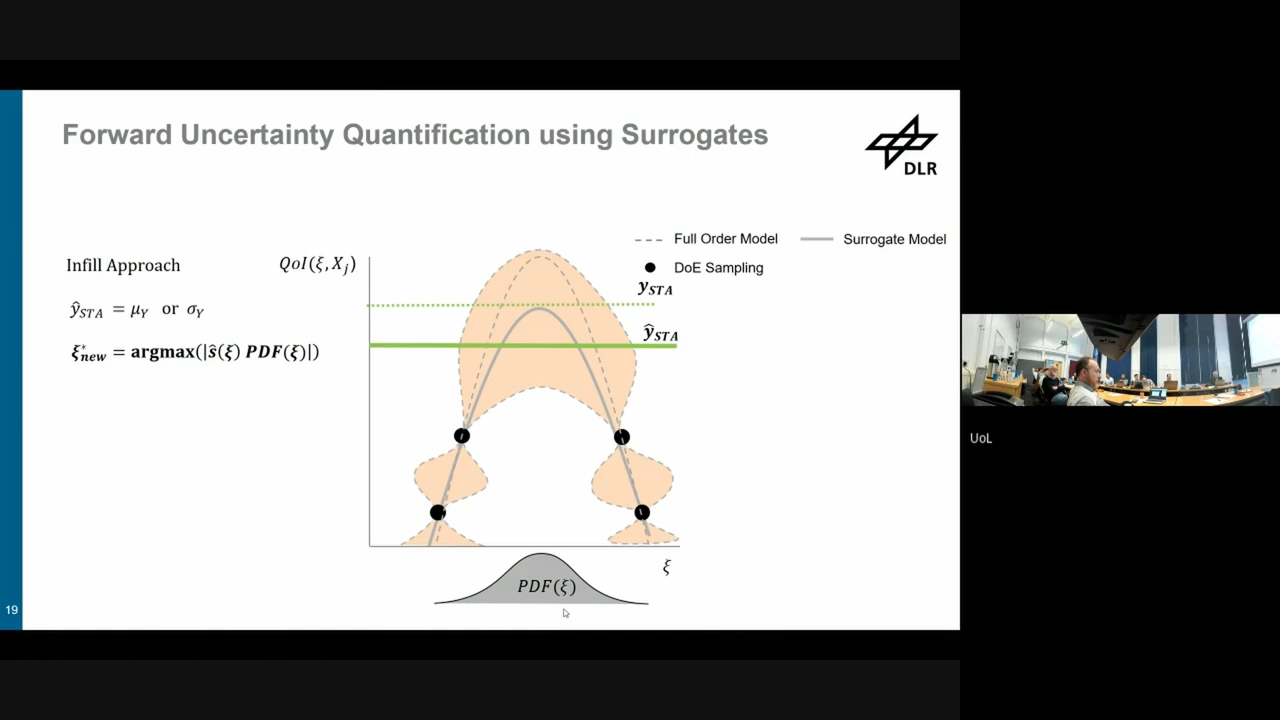 Forward Uncertainty Quantification using Surrogates
DLR
Full Order Model
Surrogate Model
DoE Sampling
Infill Approach
QoI(ξ, X_j)
y_STA
ŷ_STA = μ_Y or σ_Y
ŷ_STA
ξ*_new = argmax(|ŝ(ξ) PDF(ξ)|)
UoL
ξ
PDF(ξ)
19